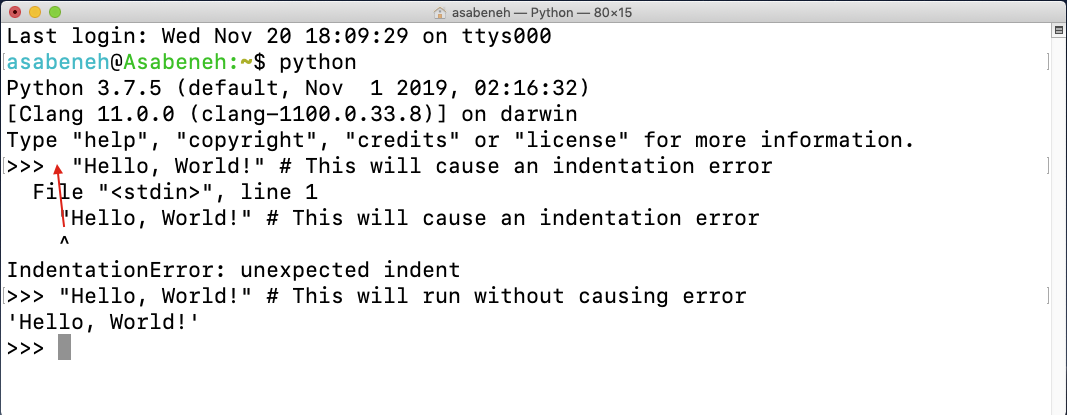 asabeneh — Python — 80×15
Last login: Wed Nov 20 18:09:29 on ttys000
asabeneh@Asabeneh:~$ python
Python 3.7.5 (default, Nov  1 2019, 02:16:32)
[Clang 11.0.0 (clang-1100.0.33.8)] on darwin
Type "help", "copyright", "credits" or "license" for more information.
>>>  "Hello, World!" # This will cause an indentation error
  File "<stdin>", line 1
    "Hello, World!" # This will cause an indentation error
    ^
IndentationError: unexpected indent
>>> "Hello, World!" # This will run without causing error
'Hello, World!'
>>>